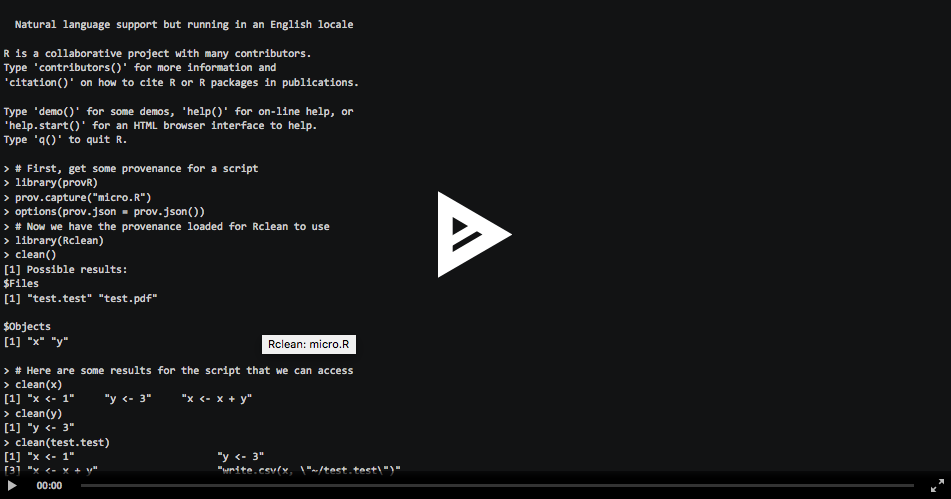 Natural language support but running in an English locale
R is a collaborative project with many contributors.
Type 'contributors()' for more information and
'citation()' on how to cite R or R packages in publications.
Type 'demo()' for some demos, 'help()' for on-line help, or
'help.start()' for an HTML browser interface to help.
Type 'q()' to quit R.
> # First, get some provenance for a script
> library(provR)
> prov.capture("micro.R")
> options(prov.json = prov.json())
> # Now we have the provenance loaded for Rclean to use
> library(Rclean)
> clean()
[1] Possible results:
$Files
[1] "test.test" "test.pdf"
$Objects
[1] "x" "y"
Rclean: micro.R
> # Here are some results for the script that we can access
> clean(x)
[1] "x <- 1"     "y <- 3"     "x <- x + y"
> clean(y)
[1] "y <- 3"
> clean(test.test)
[1] "x <- 1"                        "y <- 3"
[3] "x <- x + y"                    "write.csv(x, \"~/test.test\")"
00:00